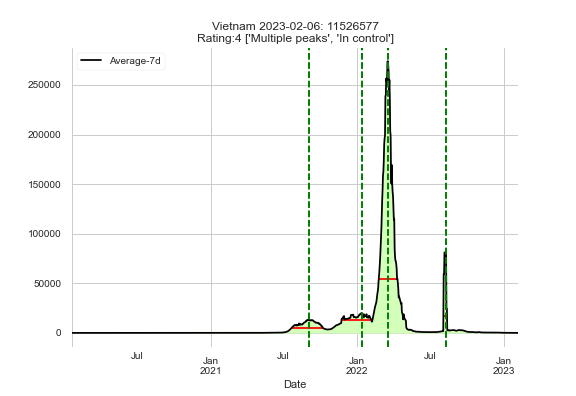 Vietnam 2023-02-06: 11526577
Rating:4 ['Multiple peaks', 'In control']
Average-7d
250000
200000
150000
100000
50000
0
Jul
Jan
2021
Jul
Jan
2022
Jul
Jan
2023
Date